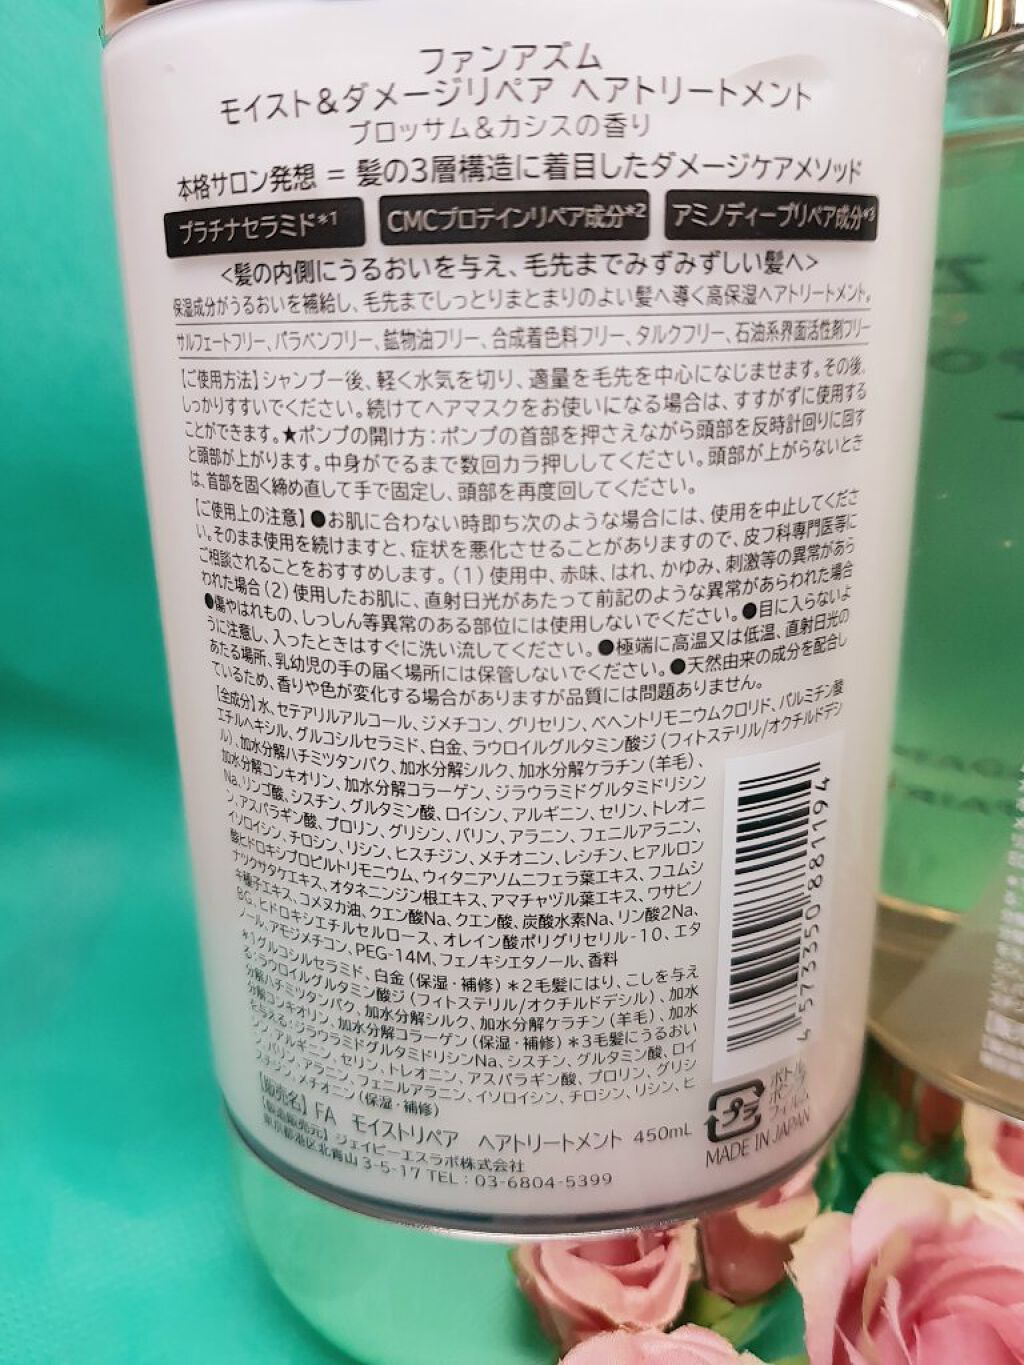 ファンアズム
モイスト&ダメージリペア ヘアトリートメント
ブロッサム&カシスの香り
本格サロン発想 = 髪の3層構造に着目したダメージケアメソッド
プラチナセラミド*1 CMCプロテインリペア成分*2 アミノディープリペア成分*3
<髪の内側にうるおいを与え、毛先までみずみずしい髪へ>
保湿成分がうるおいを補給し、毛先までしっとりまとまりのよい髪へ導く高保湿ヘアトリートメント。
サルフェートフリー、パラベンフリー、鉱物油フリー、合成着色料フリー、タルクフリー、石油系界面活性剤フリー
【ご使用方法】シャンプー後、軽く水気を切り、適量を毛先を中心になじませます。その後、
しっかりすすいでください。続けてヘアマスクをお使いになる場合は、すすがずに使用する
ことができます。★ポンプの開け方:ポンプの首部を押さえながら頭部を反時計回りに回す
と頭部が上がります。中身がでるまで数回カラ押ししてください。頭部が上がらないとき
は、首部を固く締め直して手で固定し、頭部を再度回してください。
【ご使用上の注意】●お肌に合わない時即ち次のような場合には、使用を中止してくださ
い。そのまま使用を続けますと、症状を悪化させることがありますので、皮フ科専門医等に
ご相談されることをおすすめします。(1)使用中、赤味、はれ、かゆみ、刺激等の異常があら
われた場合(2)使用したお肌に、直射日光があたって前記のような異常があらわれた場合
●傷やはれもの、しっしん等異常のある部位には使用しないでください。●目に入らないよ
うに注意し、入ったときはすぐに洗い流してください。●極端に高温又は低温、直射日光の
あたる場所、乳幼児の手の届く場所には保管しないでください。●天然由来の成分を配合し
ているため、香りや色が変化する場合がありますが品質には問題ありません。
【全成分】水、セテアリルアルコール、ジメチコン、グリセリン、ベヘントリモニウムクロリド、パルミチン酸
エチルヘキシル、グルコシルセラミド、白金、ラウロイルグルタミン酸ジ(フィトステリル/オクチルドデシ
ル)、加水分解ハチミツタンパク、加水分解シルク、加水分解ケラチン(羊毛)、
加水分解コンキオリン、加水分解コラーゲン、ジラウラミドグルタミドリシン
Na、リンゴ酸、シスチン、グルタミン酸、ロイシン、アルギニン、セリン、トレオニ
ン、アスパラギン酸、プロリン、グリシン、バリン、アラニン、フェニルアラニン、
イソロイシン、チロシン、リシン、ヒスチジン、メチオニン、レシチン、ヒアルロン
酸ヒドロキシプロピルトリモニウム、ウィタニアソムニフェラ葉エキス、フユムシ
ナツクサタケエキス、オタネニンジン根エキス、アマチャヅル葉エキス、ワサビノ
キ種子エキス、コメヌカ油、クエン酸Na、クエン酸、炭酸水素Na、リン酸2Na、
BG、ヒドロキシエチルセルロース、オレイン酸ポリグリセリル-10、エタ
ノール、アモジメチコン、PEG-14M、フェノキシエタノール、香料
*1グルコシルセラミド、白金(保湿・補修)*2毛髪にはり、こしを与え
る:ラウロイルグルタミン酸ジ(フィトステリル/オクチルドデシル)、加水
分解ハチミツタンパク、加水分解シルク、加水分解ケラチン(羊毛)、加水
分解コンキオリン、加水分解コラーゲン(保湿・補修)*3毛髪にうるおい
を与える:ジラウラミドグルタミドリシンNa、シスチン、グルタミン酸、ロイ
シン、アルギニン、セリン、トレオニン、アスパラギン酸、プロリン、グリシ
ン、バリン、アラニン、フェニルアラニン、イソロイシン、チロシン、リシン、ヒ
スチジン、メチオニン(保湿・補修)
【販売名】FA モイストリペア ヘアトリートメント 450mL
【製造販売元】ジェイピーエスラボ株式会社
東京都港区北青山 3-5-17 TEL:03-6804-5399
4573350881194
プラ
ボトル
ポンプ
フィルム
MADE IN JAPAN